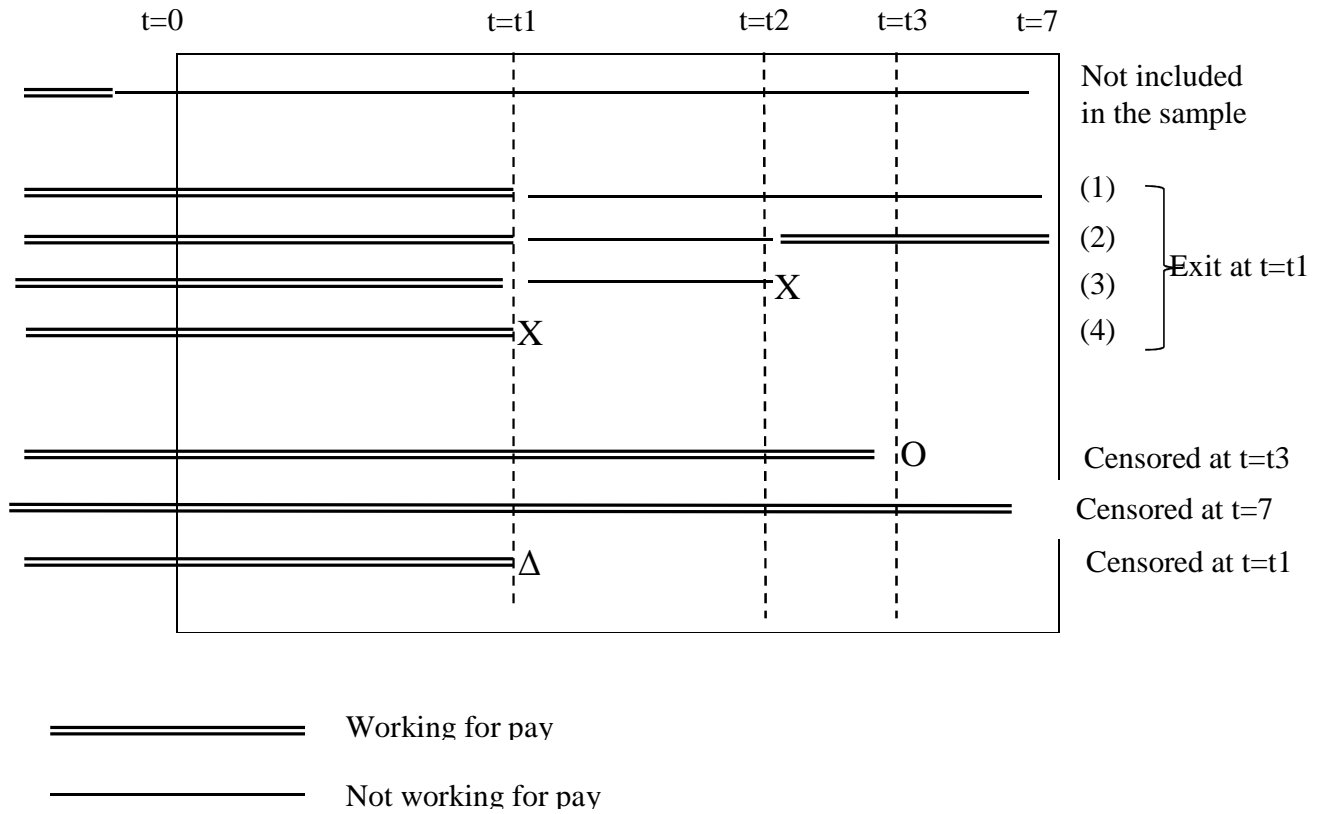 t=0 t=t1 t=t2 t=t3 t=7
Not included
in the sample
(1)
(2)
Exit at t=t1
(3)
X
(4)
X
O
Censored at t=t3
Censored at t=7
Δ
Censored at t=t1
Working for pay
Not working for pay